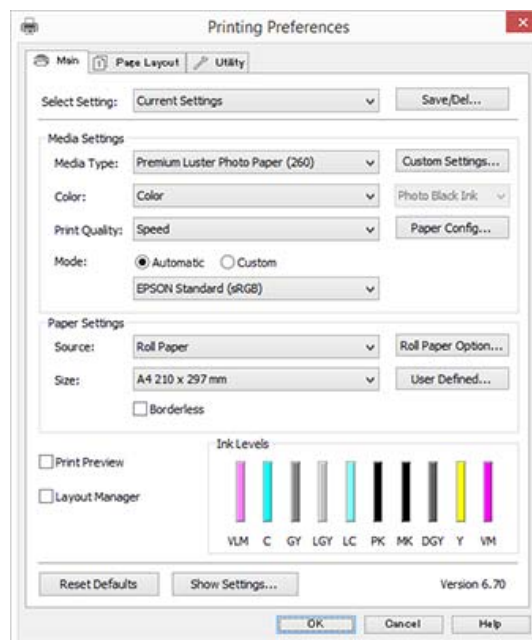 Printing Preferences
Main Page Layout Utility
Select Setting: Current Settings Save/Del...
Media Settings
Media Type: Premium Luster Photo Paper (260) Custom Settings...
Color: Color Photo Black Ink
Print Quality: Speed Paper Config...
Mode: Automatic Custom
EPSON Standard (sRGB)
Paper Settings
Source: Roll Paper Roll Paper Option...
Size: A4 210 x 297 mm User Defined...
Borderless
Ink Levels
Print Preview
Layout Manager
VLM C GY LGY LC PK MK DGY Y VM
Reset Defaults Show Settings... Version 6.70
OK Cancel Help